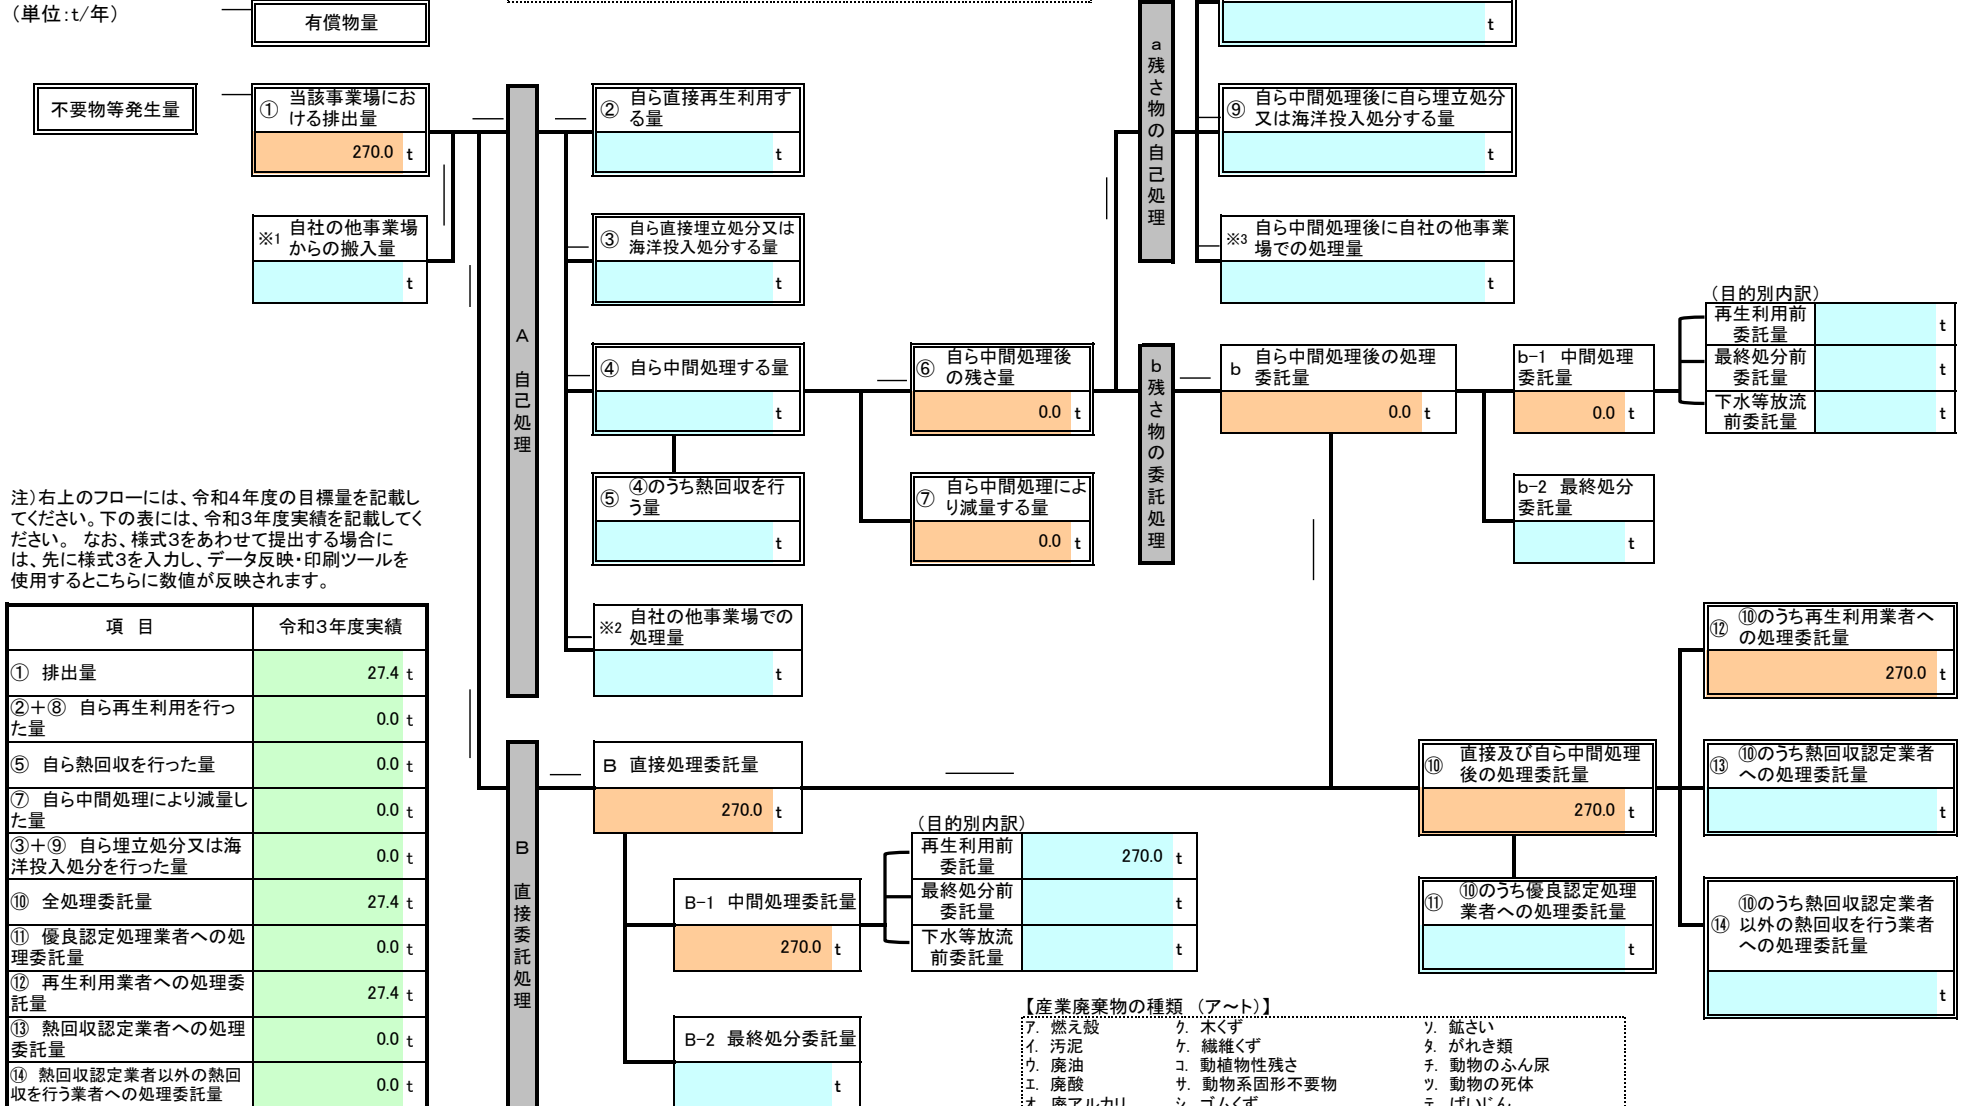 （単位：t/年）
有償物量
t
不要物等発生量
① 当該事業場にお
ける排出量
270.0 t
※1 自社の他事業場
からの搬入量
t
A 自己処理
② 自ら直接再生利用す
る量
t
③ 自ら直接埋立処分又は
海洋投入処分する量
t
④ 自ら中間処理する量
t
⑤ ④のうち熱回収を行
う量
t
※2 自社の他事業場での
処理量
t
⑥ 自ら中間処理後
の残さ量
0.0 t
⑦ 自ら中間処理によ
り減量する量
0.0 t
a残さ物の自己処理
⑨ 自ら中間処理後に自ら埋立処分
又は海洋投入処分する量
t
※3 自ら中間処理後に自社の他事業
場での処理量
t
b残さ物の委託処理
b 自ら中間処理後の処理
委託量
0.0 t
b-1 中間処理
委託量
0.0 t
b-2 最終処分
委託量
t
（目的別内訳）
再生利用前
委託量
t
最終処分前
委託量
t
下水等放流
前委託量
t
注）右上のフローには、令和４年度の目標量を記載し
てください。下の表には、令和３年度実績を記載してく
ださい。 なお、様式３をあわせて提出する場合に
は、先に様式３を入力し、データ反映・印刷ツールを
使用するとこちらに数値が反映されます。
項 目 令和３年度実績
① 排出量 27.4 t
②＋⑧ 自ら再生利用を行っ
た量 0.0 t
⑤ 自ら熱回収を行った量 0.0 t
⑦ 自ら中間処理により減量し
た量 0.0 t
③＋⑨ 自ら埋立処分又は海
洋投入処分を行った量 0.0 t
⑩ 全処理委託量 27.4 t
⑪ 優良認定処理業者への処
理委託量 0.0 t
⑫ 再生利用業者への処理委
託量 27.4 t
⑬ 熱回収認定業者への処理
委託量 0.0 t
⑭ 熱回収認定業者以外の熱回
収を行う業者への処理委託量 0.0 t
B 直接委託処理
B 直接処理委託量
270.0 t
B-1 中間処理委託量
270.0 t
B-2 最終処分委託量
t
（目的別内訳）
再生利用前
委託量
270.0 t
最終処分前
委託量
t
下水等放流
前委託量
t
⑩ 直接及び自ら中間処理
後の処理委託量
270.0 t
⑪ ⑩のうち優良認定処理
業者への処理委託量
t
⑫ ⑩のうち再生利用業者へ
の処理委託量
270.0 t
⑬ ⑩のうち熱回収認定業者
への処理委託量
t
⑭ ⑩のうち熱回収認定業者
以外の熱回収を行う業者
への処理委託量
t
【産業廃棄物の種類 （ア～ト）】
ｱ. 燃え殻 ｸ. 木くず ｿ. 鉱さい
ｲ. 汚泥 ｹ. 繊維くず ﾀ. がれき類
ｳ. 廃油 ｺ. 動植物性残さ ﾁ. 動物のふん尿
ｴ. 廃酸 ｻ. 動物系固形不要物 ﾂ. 動物の死体
ｵ. 廃アルカリ ｼ. ゴムくず ﾃ. ばいじん